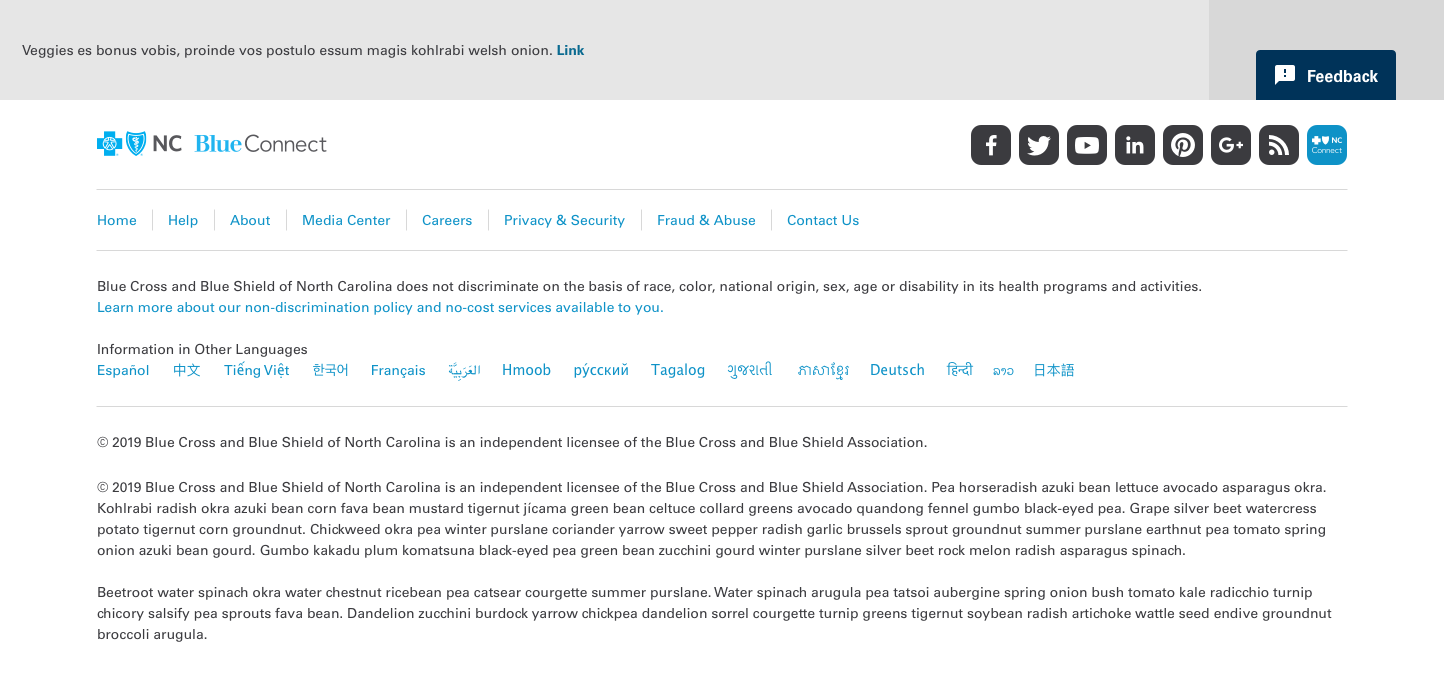 Veggies es bonus vobis, proinde vos postulo essum magis kohlrabi welsh onion. Link
Feedback
NC Blue Connect
NC
Connect
Home Help About Media Center Careers Privacy & Security Fraud & Abuse Contact Us
Blue Cross and Blue Shield of North Carolina does not discriminate on the basis of race, color, national origin, sex, age or disability in its health programs and activities.
Learn more about our non-discrimination policy and no-cost services available to you.
Information in Other Languages
Español 中文 Tiếng Việt 한국어 Français العَرَبِيَّة Hmoob ру́сский Tagalog ગુજરાતી ភាសាខ្មែរ Deutsch हिन्दी ລາວ 日本語
© 2019 Blue Cross and Blue Shield of North Carolina is an independent licensee of the Blue Cross and Blue Shield Association.
© 2019 Blue Cross and Blue Shield of North Carolina is an independent licensee of the Blue Cross and Blue Shield Association. Pea horseradish azuki bean lettuce avocado asparagus okra.
Kohlrabi radish okra azuki bean corn fava bean mustard tigernut jícama green bean celtuce collard greens avocado quandong fennel gumbo black-eyed pea. Grape silver beet watercress
potato tigernut corn groundnut. Chickweed okra pea winter purslane coriander yarrow sweet pepper radish garlic brussels sprout groundnut summer purslane earthnut pea tomato spring
onion azuki bean gourd. Gumbo kakadu plum komatsuna black-eyed pea green bean zucchini gourd winter purslane silver beet rock melon radish asparagus spinach.
Beetroot water spinach okra water chestnut ricebean pea catsear courgette summer purslane. Water spinach arugula pea tatsoi aubergine spring onion bush tomato kale radicchio turnip
chicory salsify pea sprouts fava bean. Dandelion zucchini burdock yarrow chickpea dandelion sorrel courgette turnip greens tigernut soybean radish artichoke wattle seed endive groundnut
broccoli arugula.